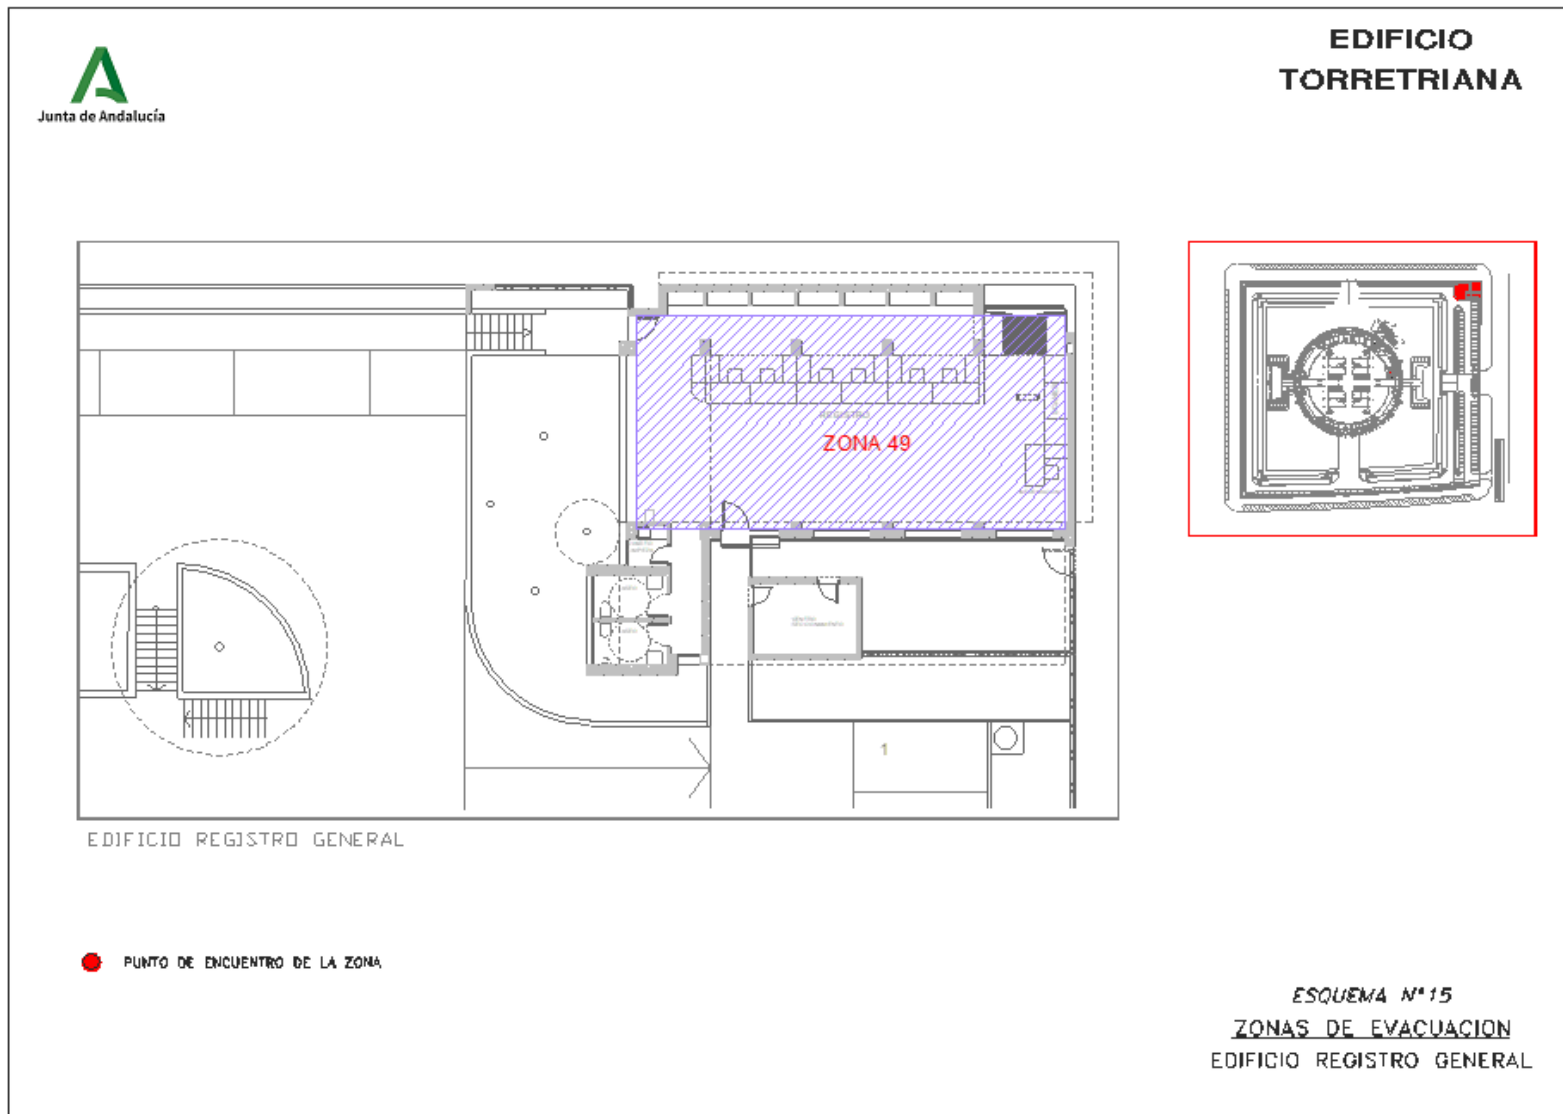 EDIFICIO
TORRETRIANA
Junta de Andalucía
REGISTRO
ZONA 49
1
EDIFICIO REGISTRO GENERAL
PUNTO DE ENCUENTRO DE LA ZONA
ESQUEMA Nº15
ZONAS DE EVACUACION
EDIFICIO REGISTRO GENERAL